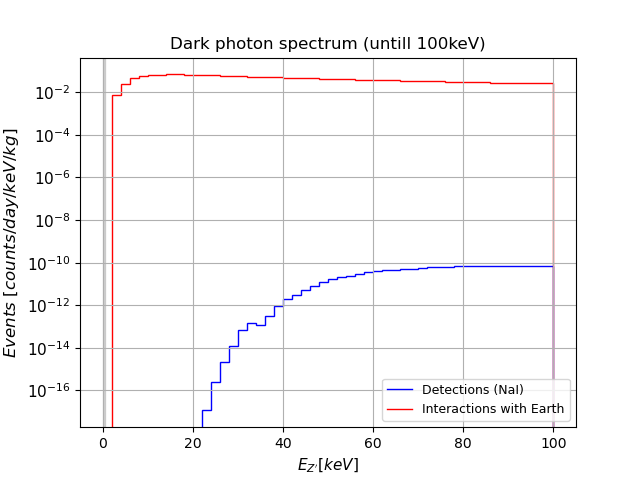 Dark photon spectrum (untill 100keV)
Events [counts/day/keV/kg]
10⁻²
10⁻⁴
10⁻⁶
10⁻⁸
10⁻¹⁰
10⁻¹²
10⁻¹⁴
10⁻¹⁶
Detections (NaI)
Interactions with Earth
0 20 40 60 80 100
E_Z′[keV]